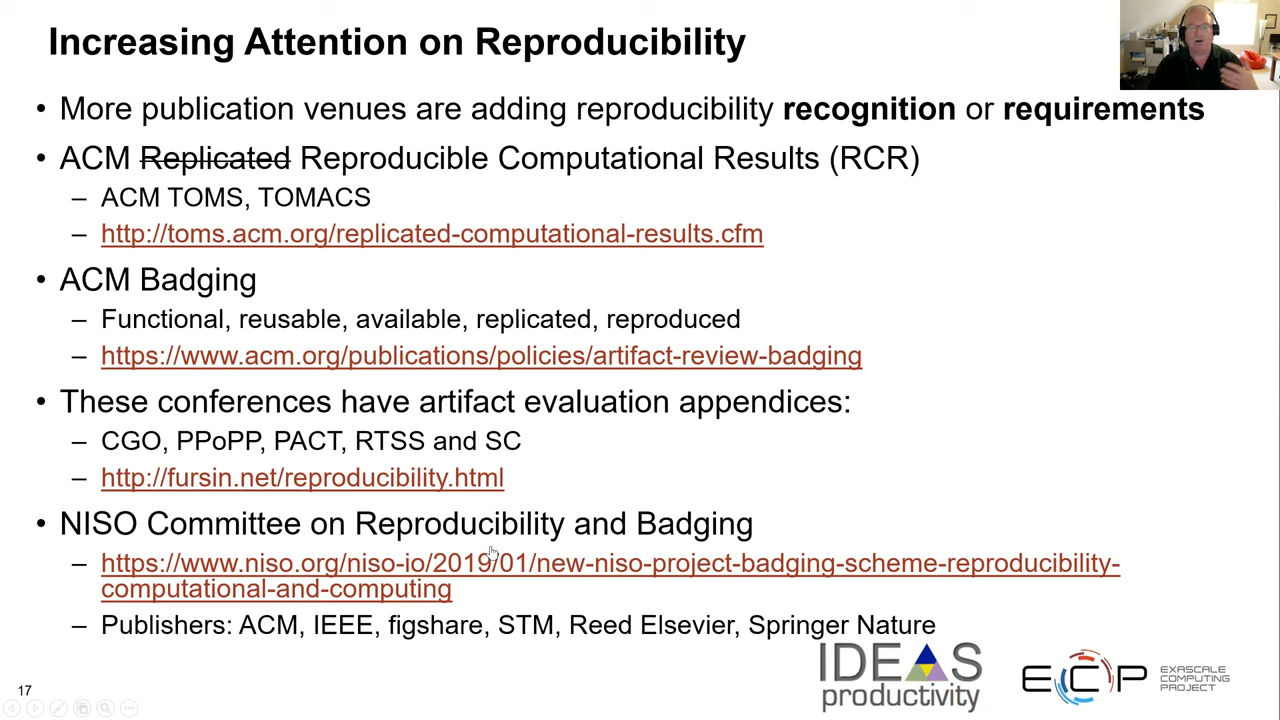 Increasing Attention on Reproducibility
• More publication venues are adding reproducibility recognition or requirements
• ACM Replicated Reproducible Computational Results (RCR)
– ACM TOMS, TOMACS
– http://toms.acm.org/replicated-computational-results.cfm
• ACM Badging
– Functional, reusable, available, replicated, reproduced
– https://www.acm.org/publications/policies/artifact-review-badging
• These conferences have artifact evaluation appendices:
– CGO, PPoPP, PACT, RTSS and SC
– http://fursin.net/reproducibility.html
• NISO Committee on Reproducibility and Badging
– https://www.niso.org/niso-io/2019/01/new-niso-project-badging-scheme-reproducibility-
computational-and-computing
– Publishers: ACM, IEEE, figshare, STM, Reed Elsevier, Springer Nature
17
IDEAS
productivity
ECP
EXASCALE
COMPUTING
PROJECT